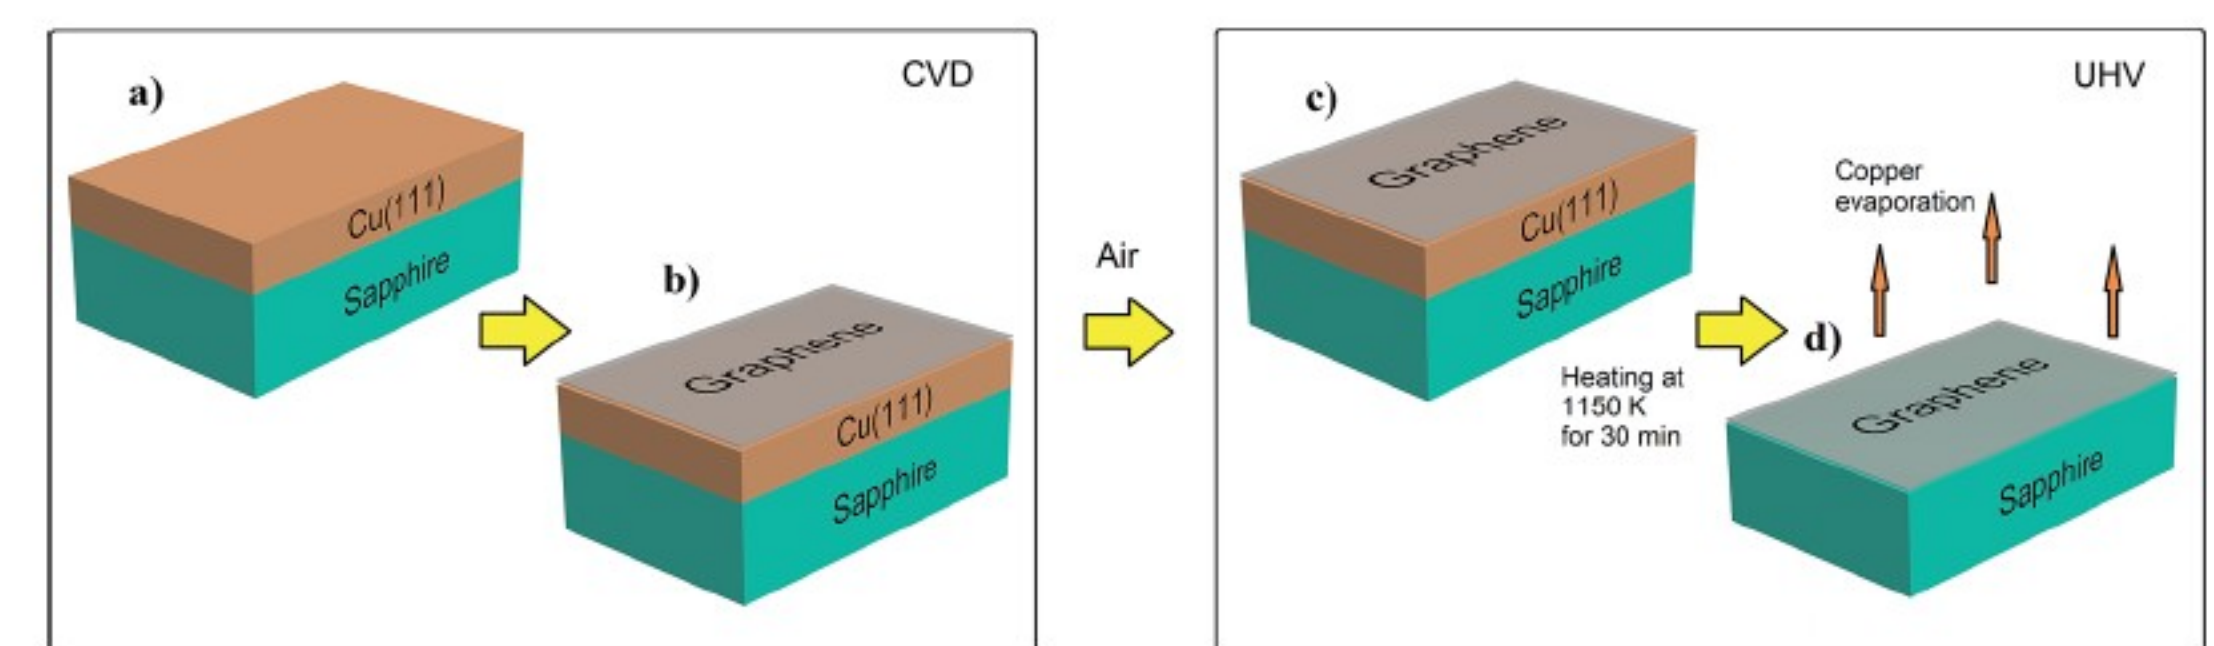 a)
CVD
Cu(111)
Sapphire
b)
Graphene
Cu(111)
Sapphire
Air
c)
UHV
Graphene
Cu(111)
Sapphire
Heating at
1150 K
for 30 min
d)
Copper
evaporation
Graphene
Sapphire